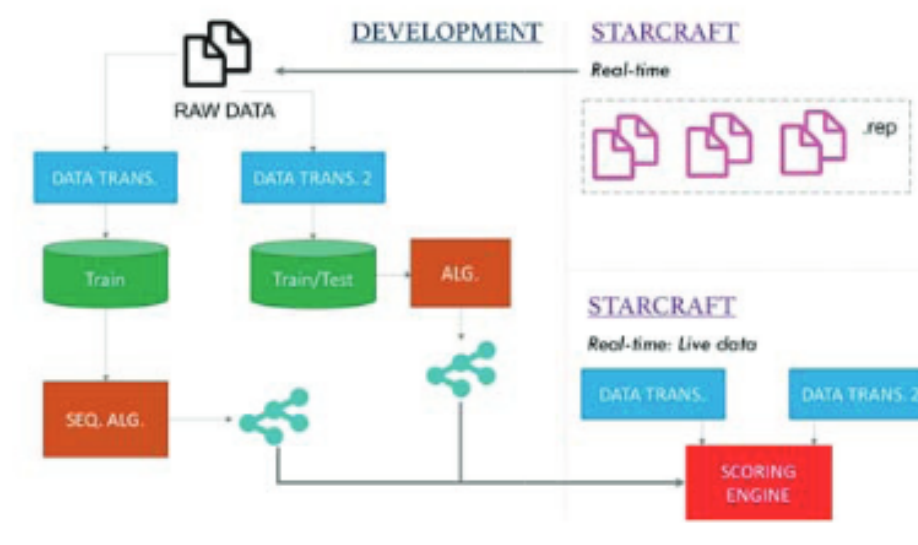 DEVELOPMENT
STARCRAFT
Real-time
RAW DATA
.rep
DATA TRANS.
DATA TRANS. 2
Train
Train/Test
ALG.
STARCRAFT
Real-time: Live data
DATA TRANS.
DATA TRANS. 2
SEQ. ALG.
SCORING
ENGINE